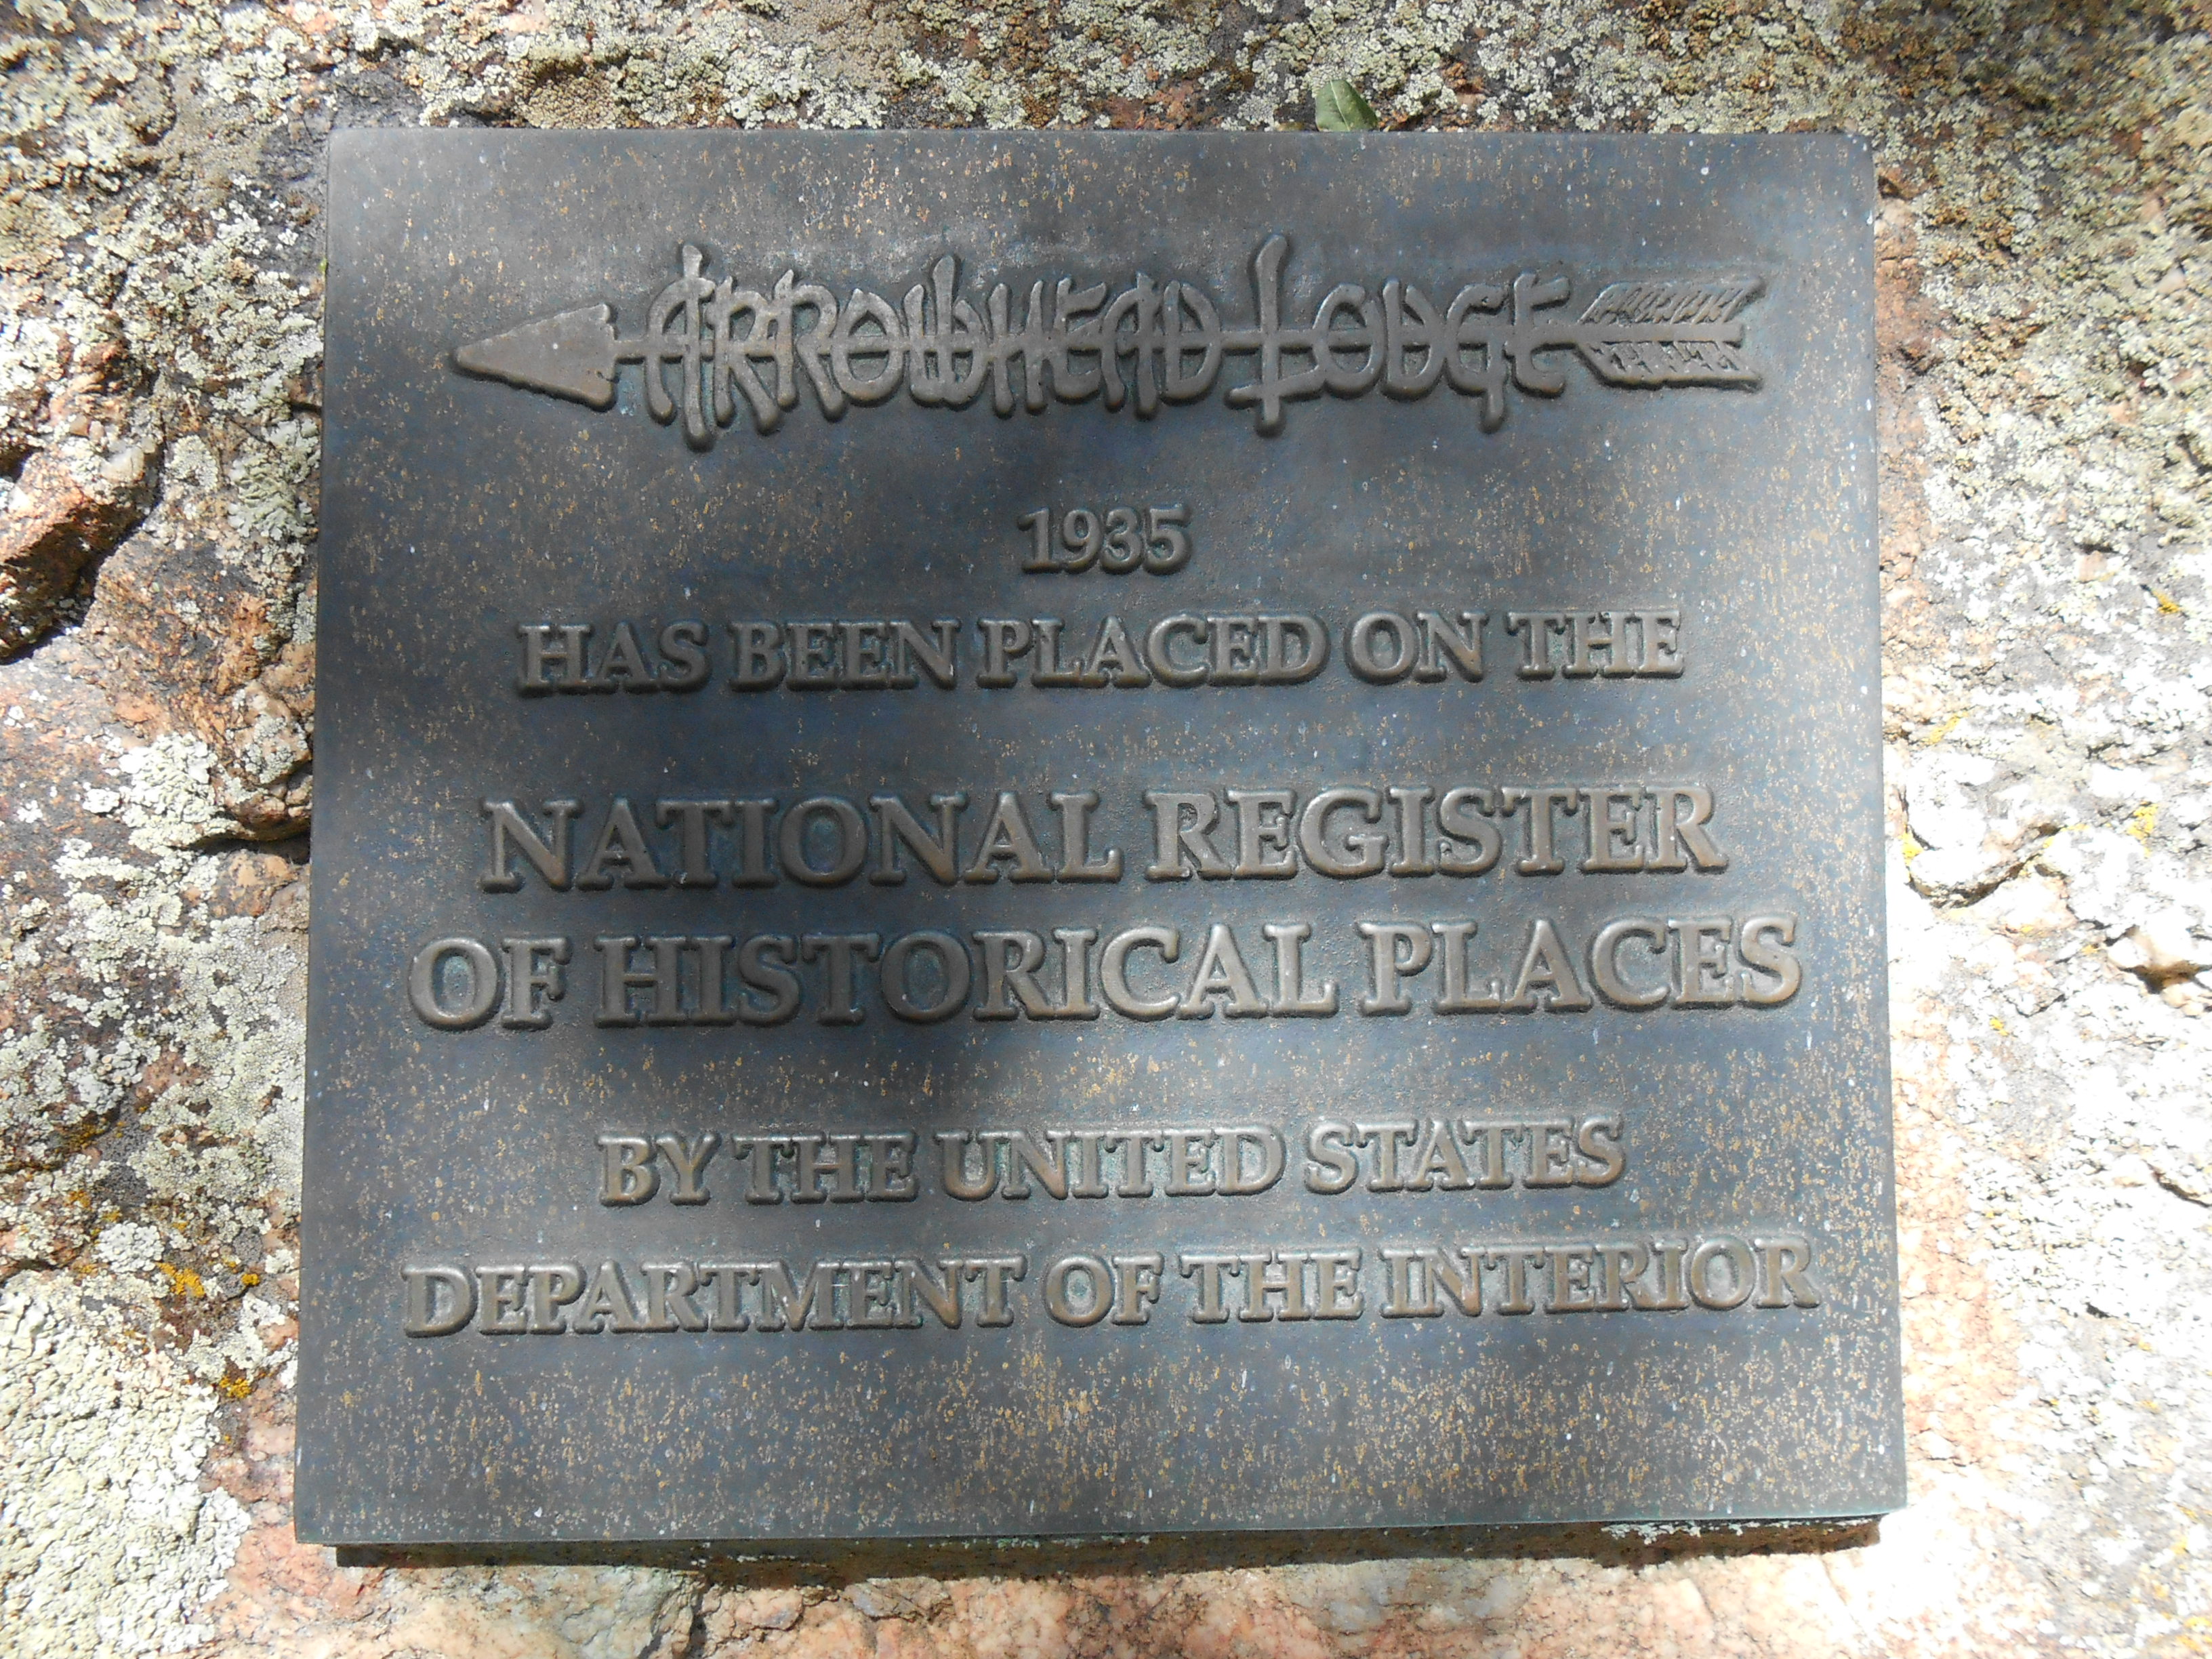 ARROWHEAD LODGE
1935
HAS BEEN PLACED ON THE
NATIONAL REGISTER
OF HISTORICAL PLACES
BY THE UNITED STATES
DEPARTMENT OF THE INTERIOR